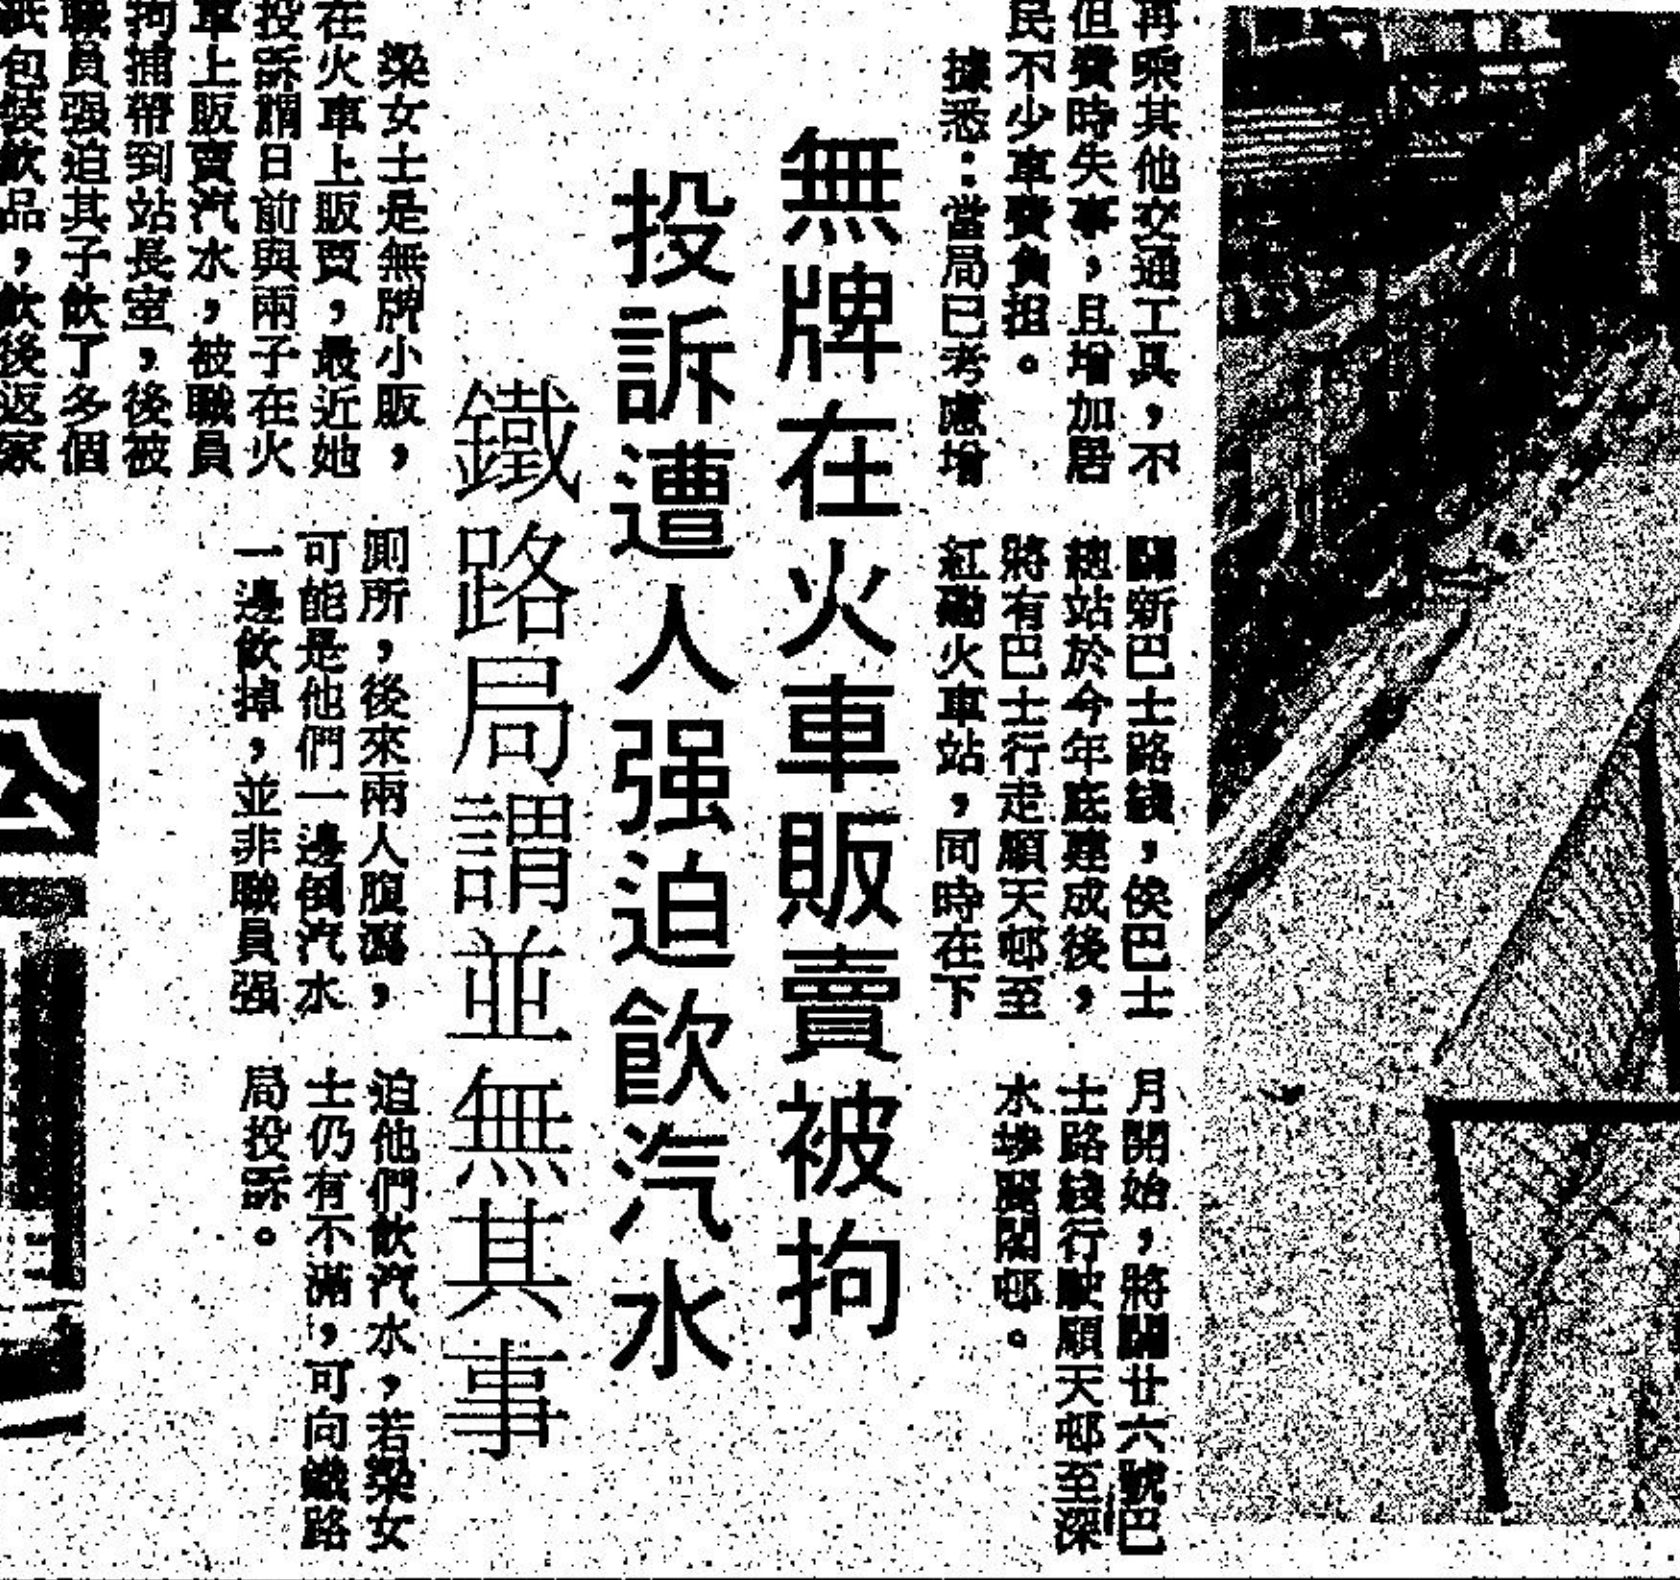 再乘其他交通工具，不
但費時失事，且增加居
民不少車費負担。
據悉：當局已考慮增
闢新巴士路綫，俟巴士
總站於今年底建成後，
將有巴士行走順天邨至
紅磡火車站，同時在下
月開始，將闢廿六號巴
士路綫行駛順天邨至深
水埗麗閣邨。
無牌在火車販賣被拘
投訴遭人强迫飲汽水
鐵路局謂並無其事
梁女士是無牌小販，
在火車上販賣，最近她
投訴謂日前與兩子在火
車上販賣汽水，被職員
拘捕帶到站長室，後被
職員强迫其子飲了多個
紙包裝飲品，飲後返家
厠所，後來兩人腹瀉，
可能是他們一邊倒汽水
一邊飲掉，並非職員强
迫他們飲汽水，若梁女
士仍有不滿，可向鐵路
局投訴。
公